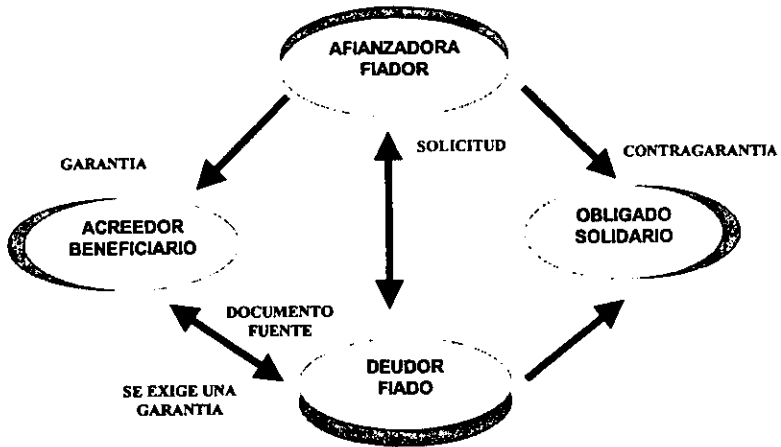 AFIANZADORA
FIADOR
SOLICITUD
GARANTIA
CONTRAGARANTIA
ACREEDOR
BENEFICIARIO
OBLIGADO
SOLIDARIO
DOCUMENTO
FUENTE
DEUDOR
FIADO
SE EXIGE UNA
GARANTIA